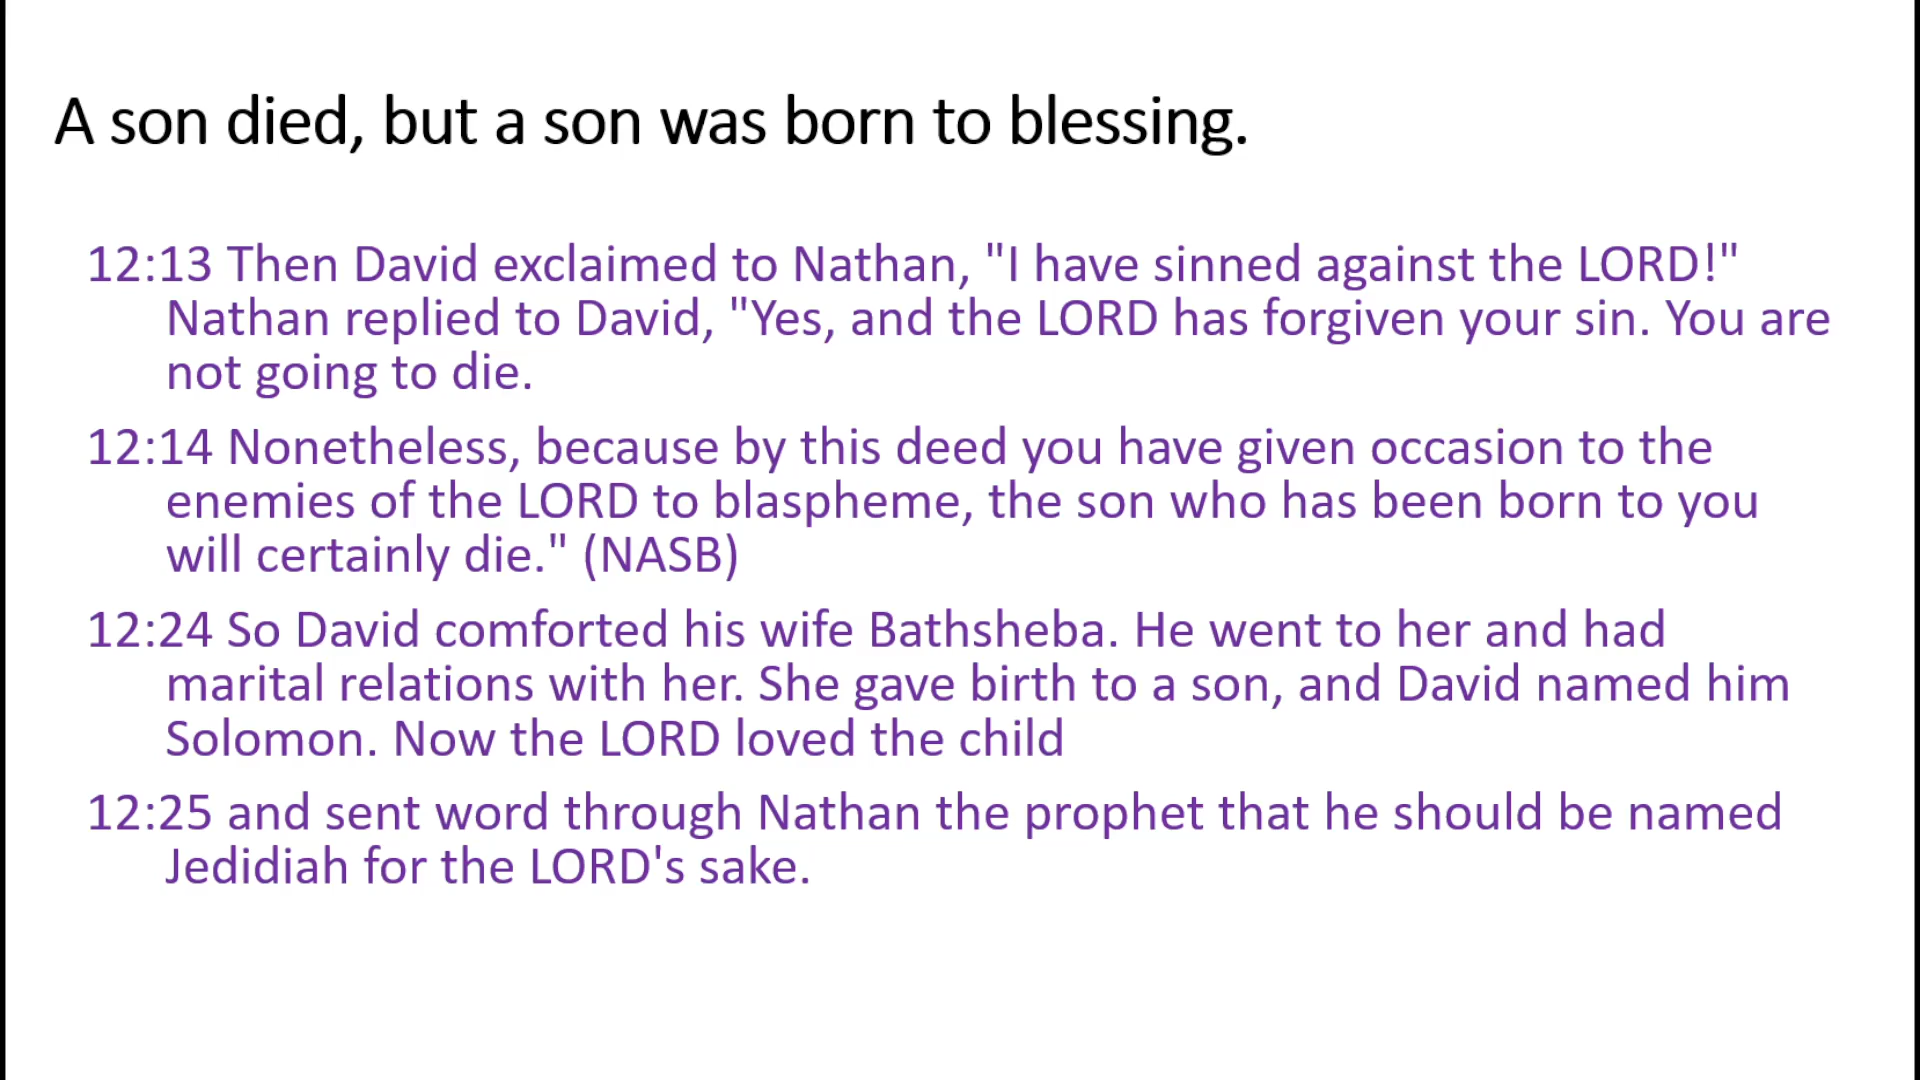 A son died, but a son was born to blessing.
12:13 Then David exclaimed to Nathan, "I have sinned against the LORD!"
Nathan replied to David, "Yes, and the LORD has forgiven your sin. You are
not going to die.
12:14 Nonetheless, because by this deed you have given occasion to the
enemies of the LORD to blaspheme, the son who has been born to you
will certainly die." (NASB)
12:24 So David comforted his wife Bathsheba. He went to her and had
marital relations with her. She gave birth to a son, and David named him
Solomon. Now the LORD loved the child
12:25 and sent word through Nathan the prophet that he should be named
Jedidiah for the LORD's sake.